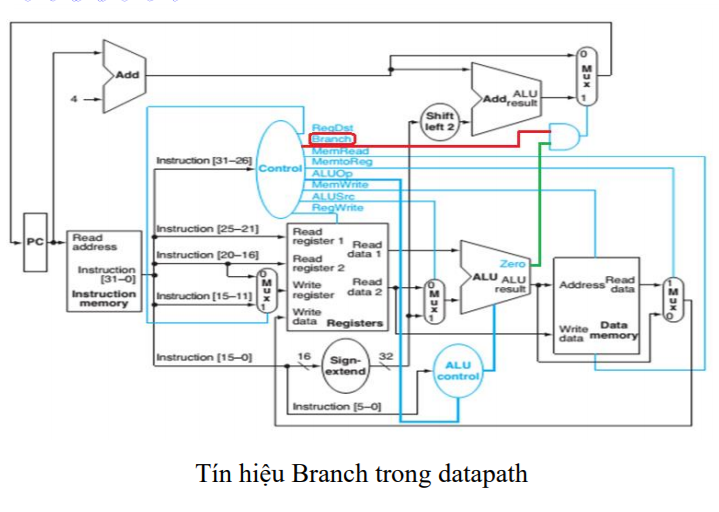 Add
4
0
M
u
x
1
Add
ALU
result
Shift
left 2
RegDst
Branch
MemRead
MemtoReg
ALUOp
MemWrite
ALUSrc
RegWrite
Control
Instruction [31–26]
Instruction [25–21]
Instruction [20–16]
Instruction [15–11]
Instruction [15–0]
Instruction [5–0]
PC
Read
address
Instruction
[31–0]
Instruction
memory
0
M
u
x
1
Read
register 1
Read
register 2
Write
register
Write
data
Read
data 1
Read
data 2
Registers
0
M
u
x
1
Zero
ALU
ALU
result
Address
Read
data
Write
data
Data
memory
1
M
u
x
0
16
Sign-
extend
32
ALU
control
Tín hiệu Branch trong datapath